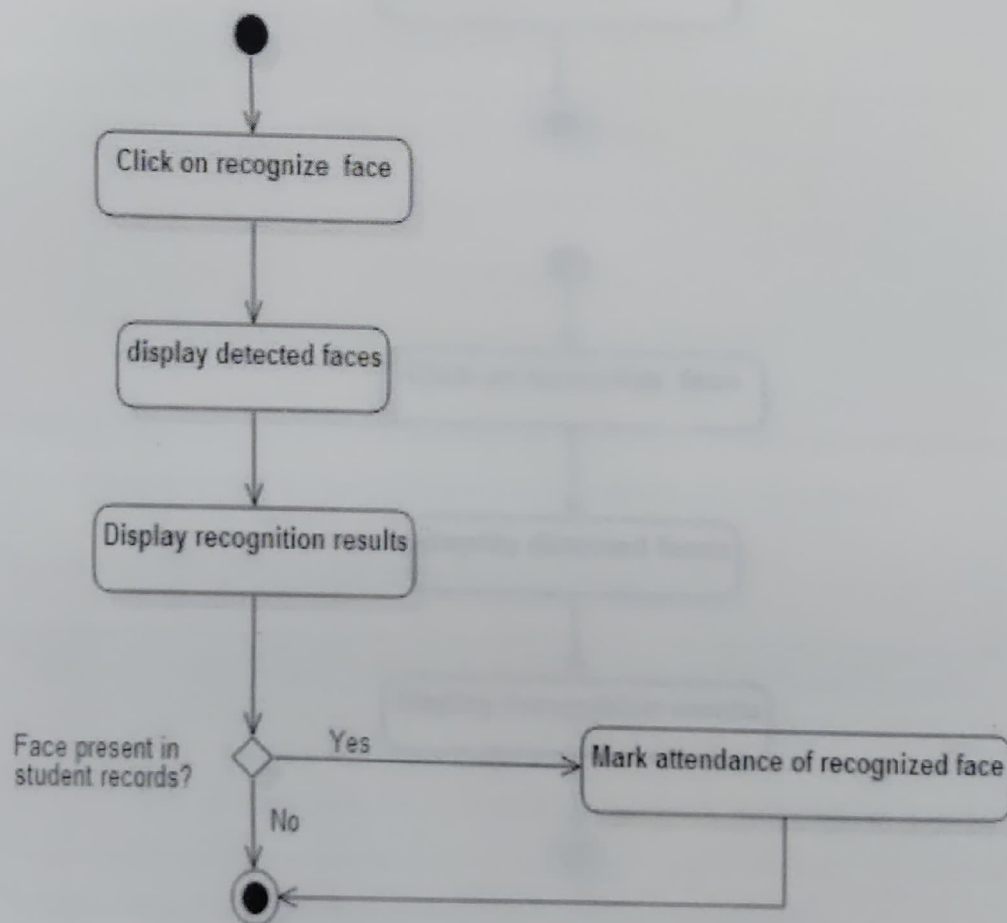 Click on recognize face
display detected faces
Display recognition results
Face present in
student records?
Yes
Mark attendance of recognized face
No